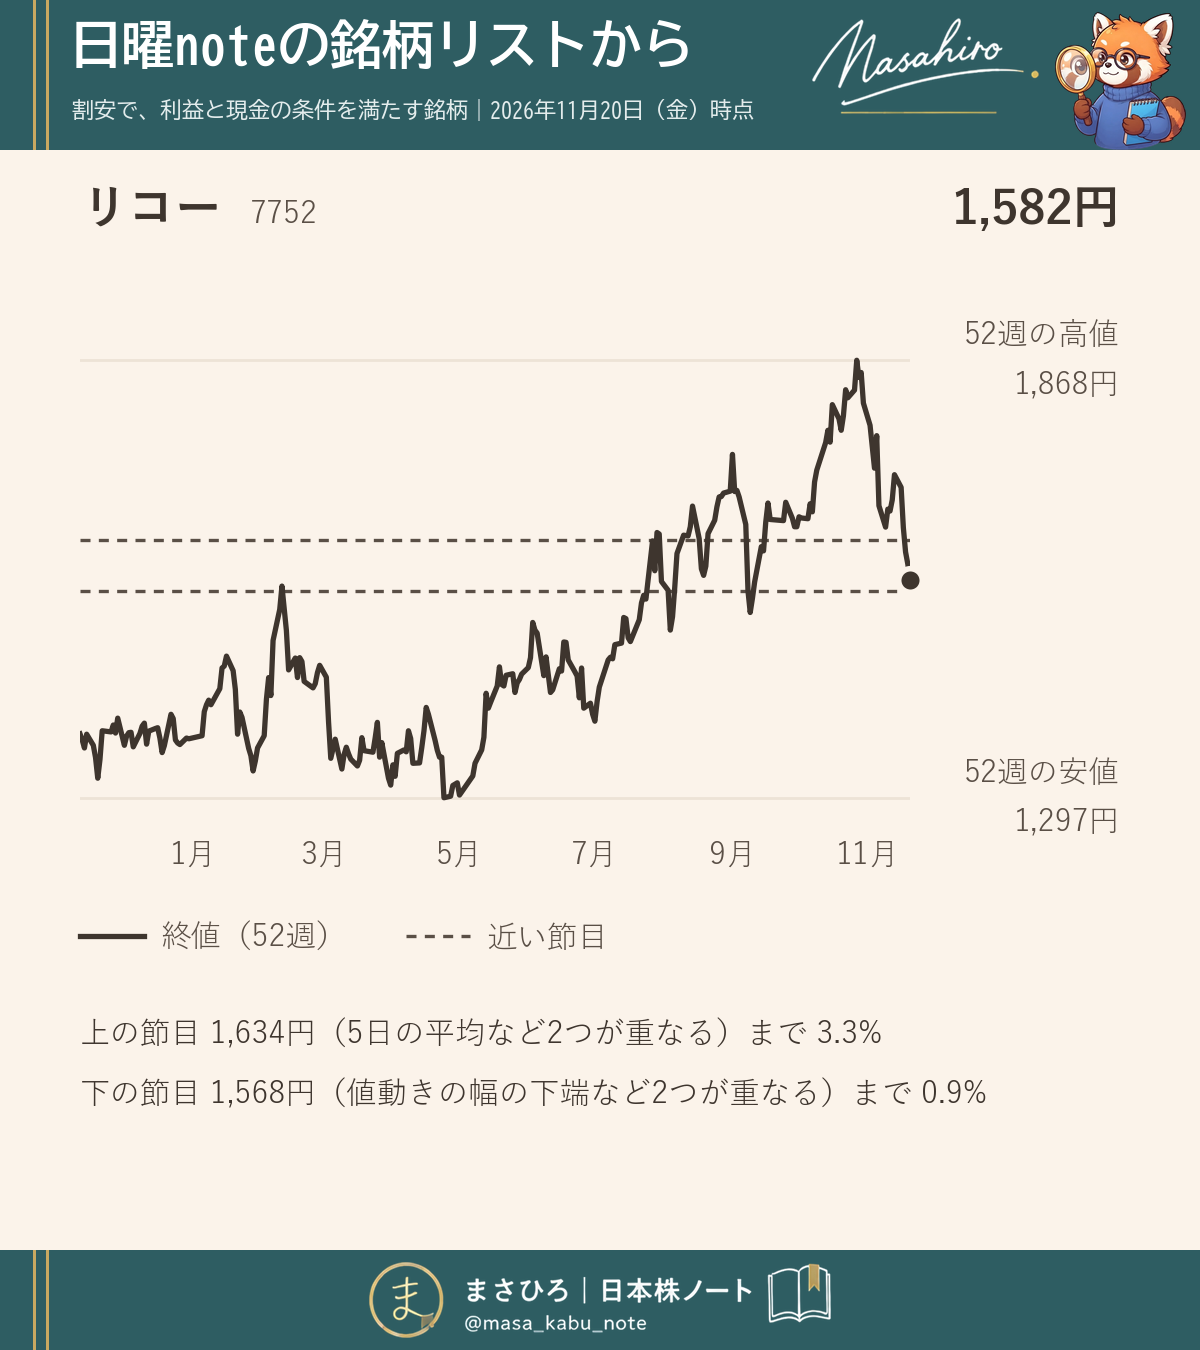 日曜noteの銘柄リストから
割安で、利益と現金の条件を満たす銘柄｜2026年11月20日（金）時点
Masahiro
リコー 7752
1,582円
52週の高値
1,868円
52週の安値
1,297円
1月 3月 5月 7月 9月 11月
終値（52週） 近い節目
上の節目 1,634円（5日の平均など2つが重なる）まで 3.3%
下の節目 1,568円（値動きの幅の下端など2つが重なる）まで 0.9%
ま
まさひろ｜日本株ノート
@masa_kabu_note